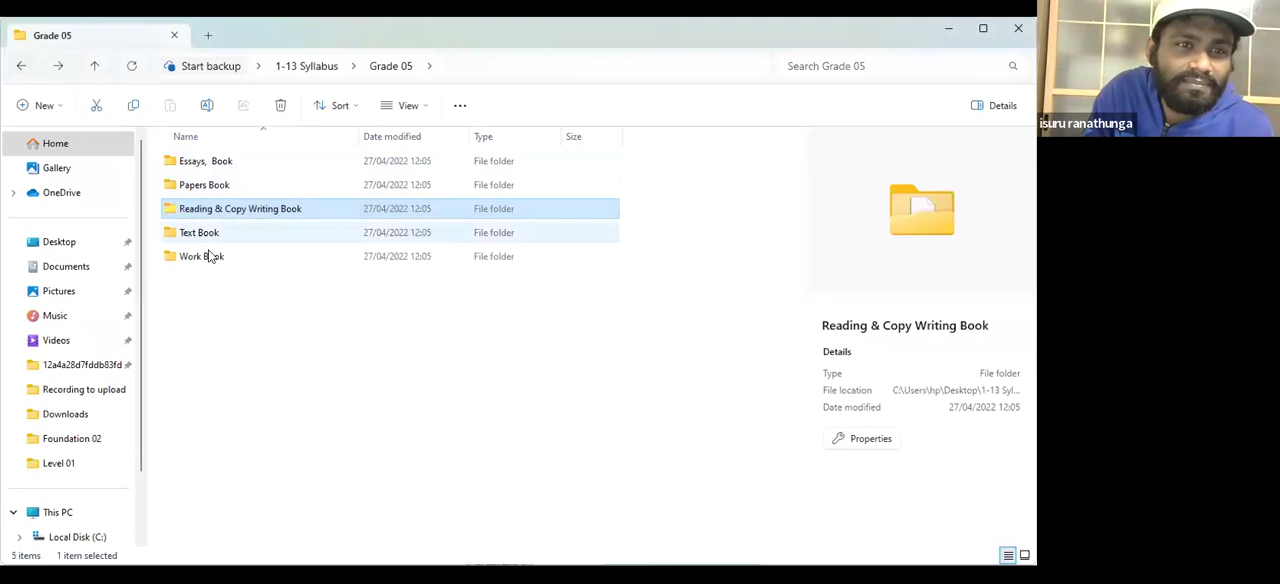 Grade 05
Start backup > 1-13 Syllabus > Grade 05 >
Search Grade 05
New
Sort
View
Details
Name Date modified Type Size
Essays,  Book 27/04/2022 12:05 File folder
Papers Book 27/04/2022 12:05 File folder
Reading & Copy Writing Book 27/04/2022 12:05 File folder
Text Book 27/04/2022 12:05 File folder
Work Book 27/04/2022 12:05 File folder
Home
Gallery
OneDrive
Desktop
Documents
Pictures
Music
Videos
12a4a28d7fddb83fd
Recording to upload
Downloads
Foundation 02
Level 01
This PC
Local Disk (C:)
5 items 1 item selected
Reading & Copy Writing Book
Details
Type File folder
File location C:\Users\hp\Desktop\1-13 Syl...
Date modified 27/04/2022 12:05
Properties
isuru ranathunga